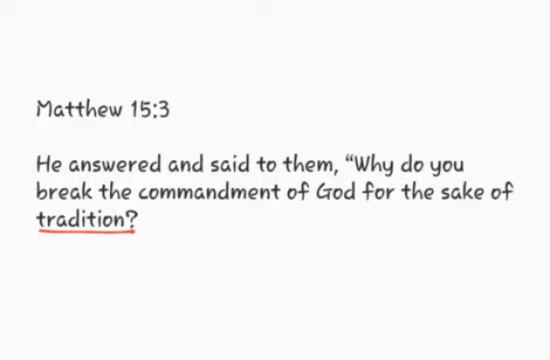 Matthew 15:3
He answered and said to them, “Why do you
break the commandment of God for the sake of
tradition?